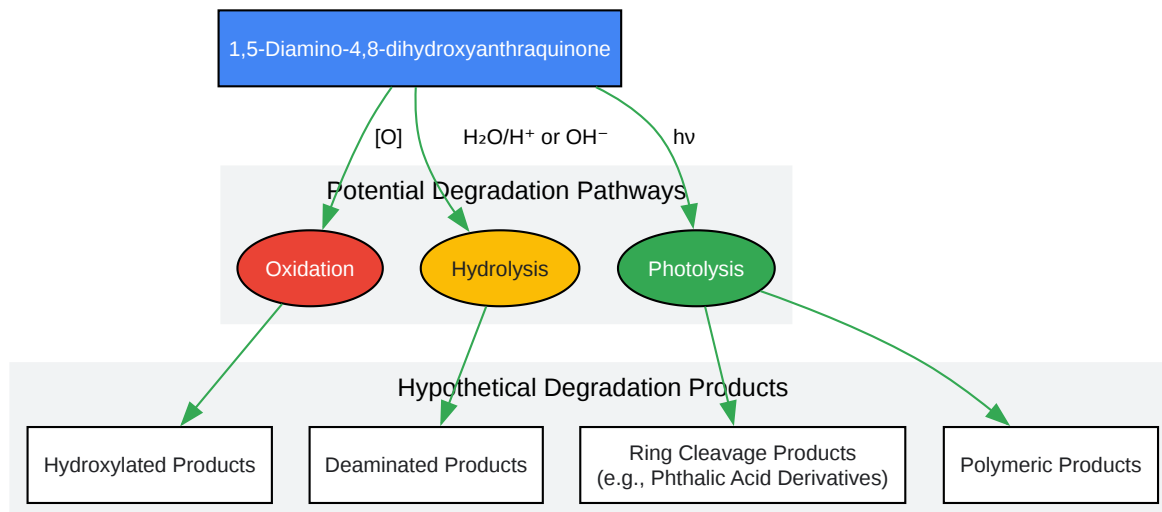 1,5-Diamino-4,8-dihydroxyanthraquinone
[O]
H₂O/H⁺ or OH⁻
hν
Potential Degradation Pathways
Oxidation
Hydrolysis
Photolysis
Hypothetical Degradation Products
Hydroxylated Products
Deaminated Products
Ring Cleavage Products
(e.g., Phthalic Acid Derivatives)
Polymeric Products